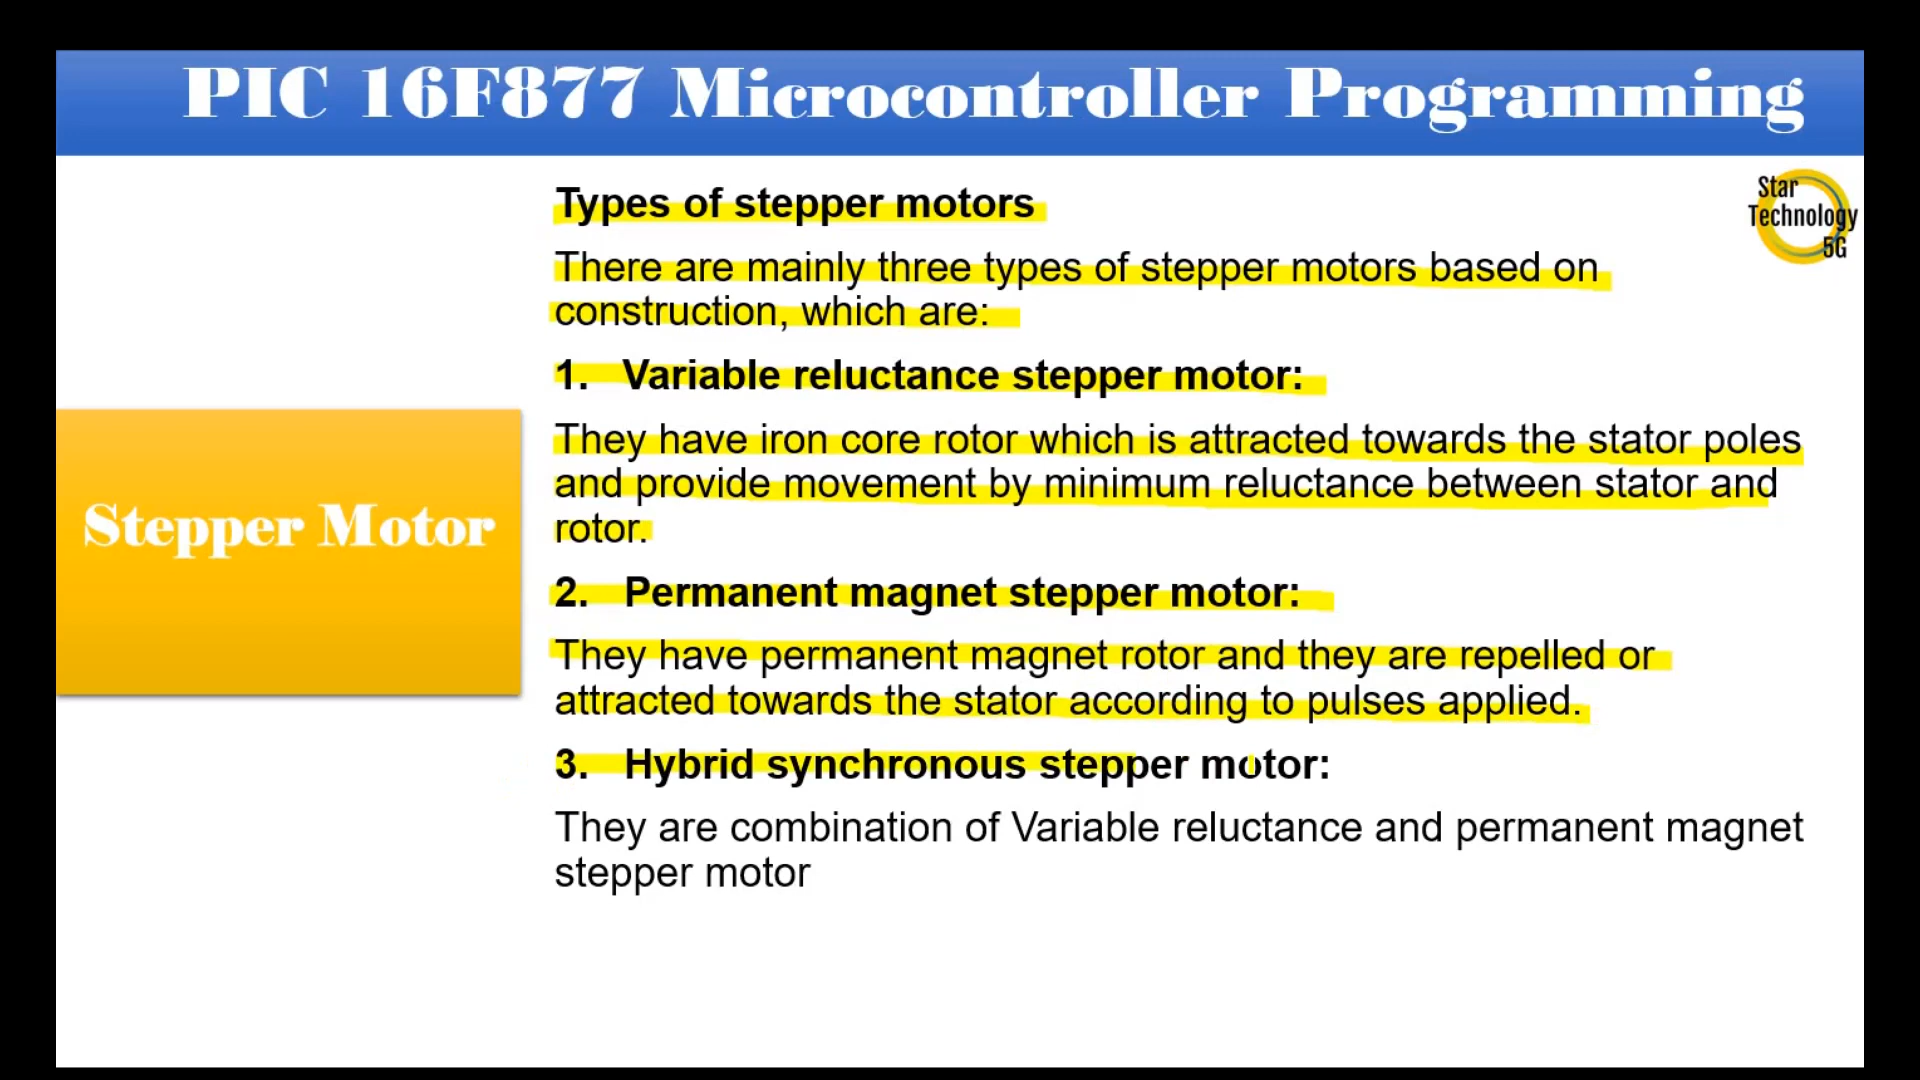 PIC 16F877 Microcontroller Programming
Star
Technology
5G
Types of stepper motors
There are mainly three types of stepper motors based on
construction, which are:
1. Variable reluctance stepper motor:
They have iron core rotor which is attracted towards the stator poles
and provide movement by minimum reluctance between stator and
rotor.
Stepper Motor
2. Permanent magnet stepper motor:
They have permanent magnet rotor and they are repelled or
attracted towards the stator according to pulses applied.
3. Hybrid synchronous stepper motor:
They are combination of Variable reluctance and permanent magnet
stepper motor